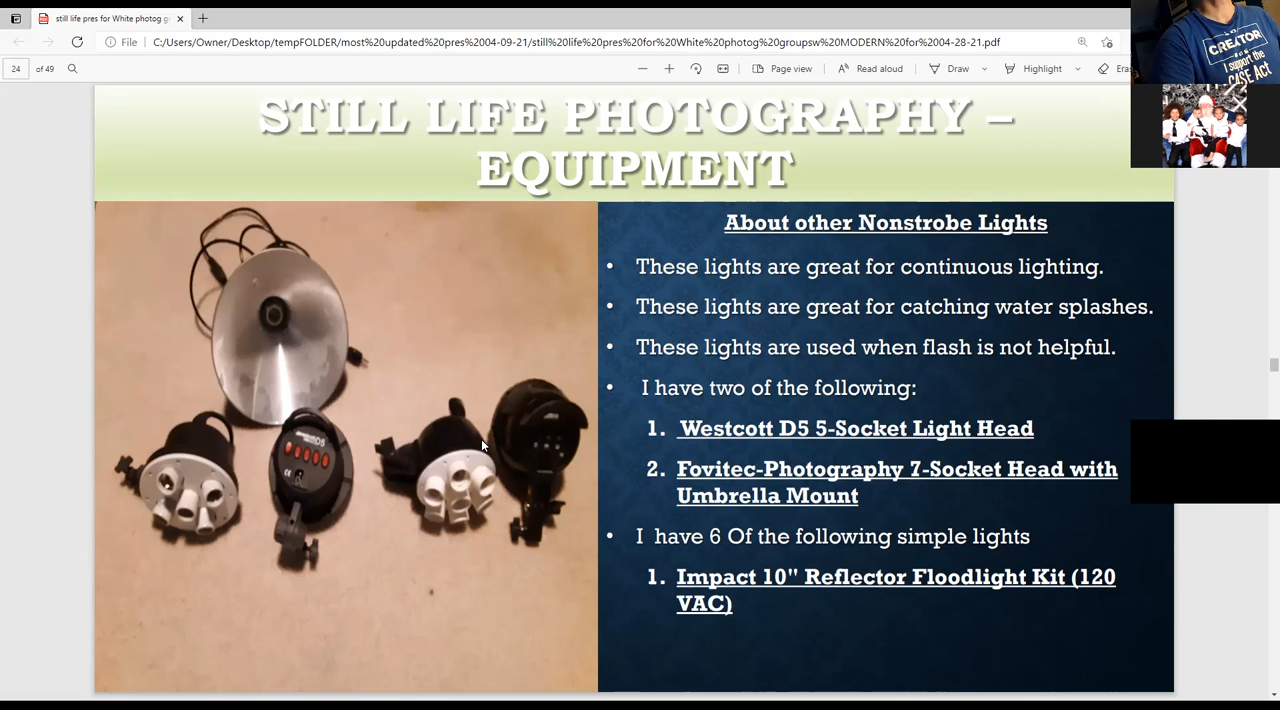 still life pres for White photog g
File
C:/Users/Owner/Desktop/tempFOLDER/most%20updated%20pres%2004-09-21/still%20life%20pres%20for%20White%20photog%20groupsw%20MODERN%20for%2004-28-21.pdf
24 of 49
Page view
Read aloud
Draw
Highlight
Eras
CREATOR
I support the
CASE Act
STILL LIFE PHOTOGRAPHY –
EQUIPMENT
D5
CE
About other Nonstrobe Lights
• These lights are great for continuous lighting.
• These lights are great for catching water splashes.
• These lights are used when flash is not helpful.
• I have two of the following:
1. Westcott D5 5-Socket Light Head
2. Fovitec-Photography 7-Socket Head with
Umbrella Mount
• I have 6 Of the following simple lights
1. Impact 10" Reflector Floodlight Kit (120
VAC)